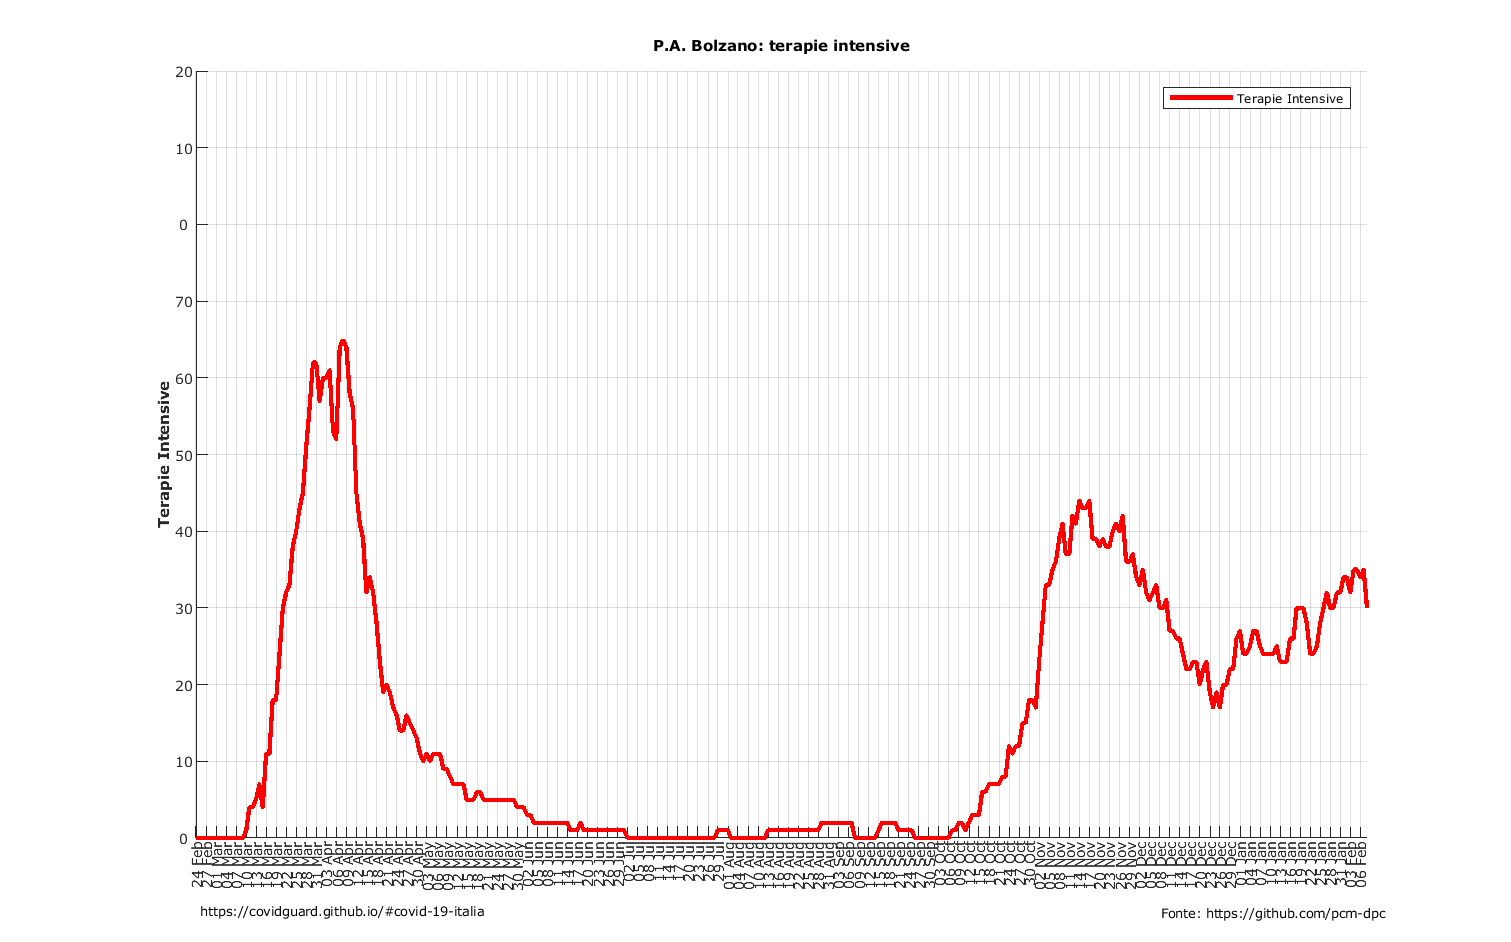 P.A. Bolzano: terapie intensive
Terapie Intensive
Terapie Intensive
20
10
0
70
60
50
40
30
20
10
0
24 Feb
27 Feb
01 Mar
04 Mar
07 Mar
10 Mar
13 Mar
16 Mar
19 Mar
22 Mar
25 Mar
28 Mar
31 Mar
03 Apr
06 Apr
09 Apr
12 Apr
15 Apr
18 Apr
21 Apr
24 Apr
27 Apr
30 Apr
03 May
06 May
09 May
12 May
15 May
18 May
21 May
24 May
27 May
30 May
02 Jun
05 Jun
08 Jun
11 Jun
14 Jun
17 Jun
20 Jun
23 Jun
26 Jun
29 Jun
02 Jul
05 Jul
08 Jul
11 Jul
14 Jul
17 Jul
20 Jul
23 Jul
26 Jul
29 Jul
01 Aug
04 Aug
07 Aug
10 Aug
13 Aug
16 Aug
19 Aug
22 Aug
25 Aug
28 Aug
31 Aug
03 Sep
06 Sep
09 Sep
12 Sep
15 Sep
18 Sep
21 Sep
24 Sep
27 Sep
30 Sep
03 Oct
06 Oct
09 Oct
12 Oct
15 Oct
18 Oct
21 Oct
24 Oct
27 Oct
30 Oct
02 Nov
05 Nov
08 Nov
11 Nov
14 Nov
17 Nov
20 Nov
23 Nov
26 Nov
29 Nov
02 Dec
05 Dec
08 Dec
11 Dec
14 Dec
17 Dec
20 Dec
23 Dec
26 Dec
29 Dec
01 Jan
04 Jan
07 Jan
10 Jan
13 Jan
16 Jan
19 Jan
22 Jan
25 Jan
28 Jan
31 Jan
03 Feb
06 Feb
https://covidguard.github.io/#covid-19-italia
Fonte: https://github.com/pcm-dpc